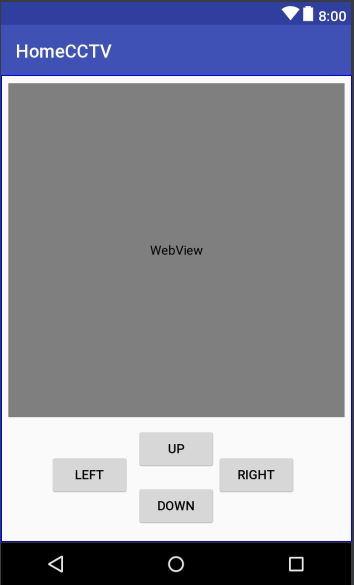 8:00
HomeCCTV
WebView
UP
LEFT
RIGHT
DOWN